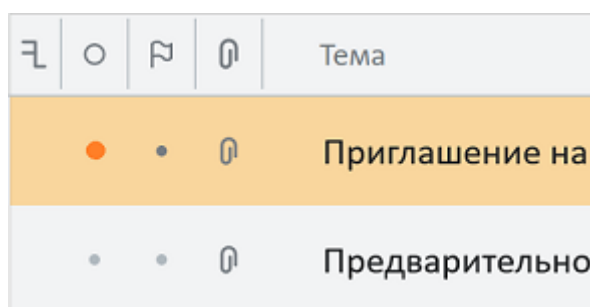 Тема
Приглашение на
Предварительно